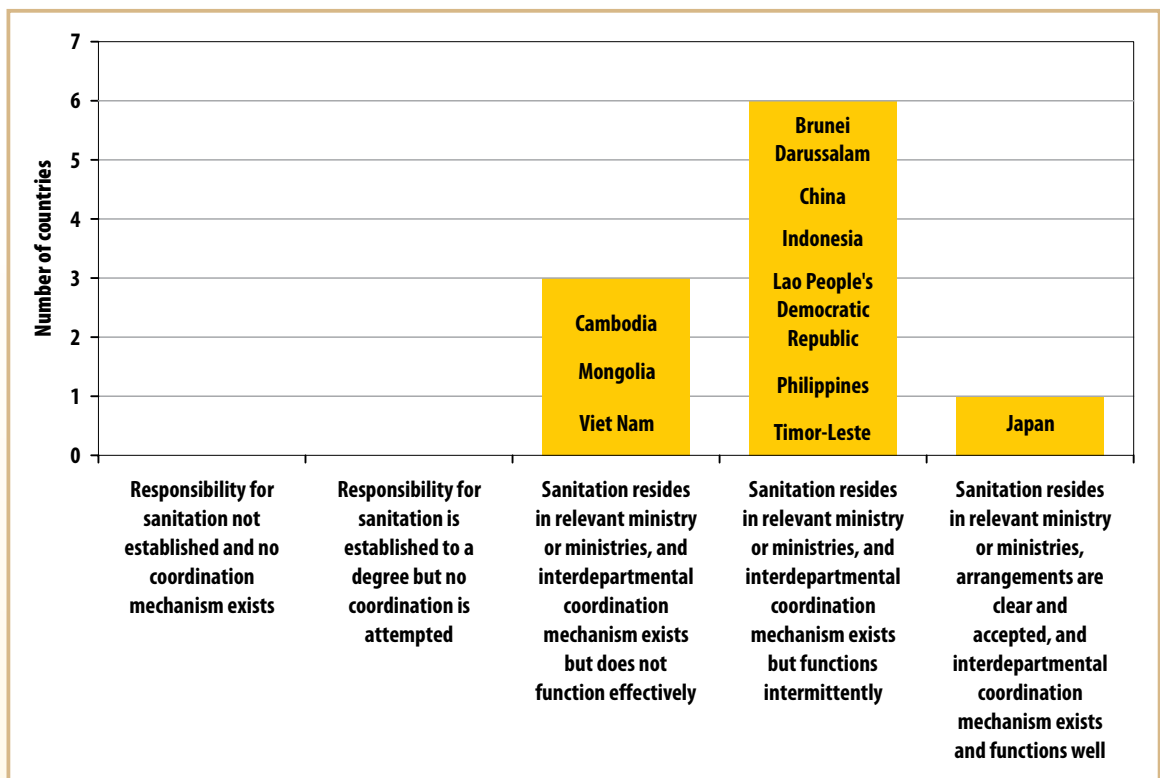 Number of countries
7
6
5
4
3
2
1
0
Cambodia
Mongolia
Viet Nam
Brunei
Darussalam
China
Indonesia
Lao People's
Democratic
Republic
Philippines
Timor-Leste
Japan
Responsibility for
sanitation not
established and no
coordination
mechanism exists
Responsibility for
sanitation is
established to a
degree but no
coordination is
attempted
Sanitation resides
in relevant ministry
or ministries, and
interdepartmental
coordination
mechanism exists
but does not
function effectively
Sanitation resides
in relevant ministry
or ministries, and
interdepartmental
coordination
mechanism exists
but functions
intermittently
Sanitation resides
in relevant ministry
or ministries,
arrangements are
clear and
accepted, and
interdepartmental
coordination
mechanism exists
and functions well